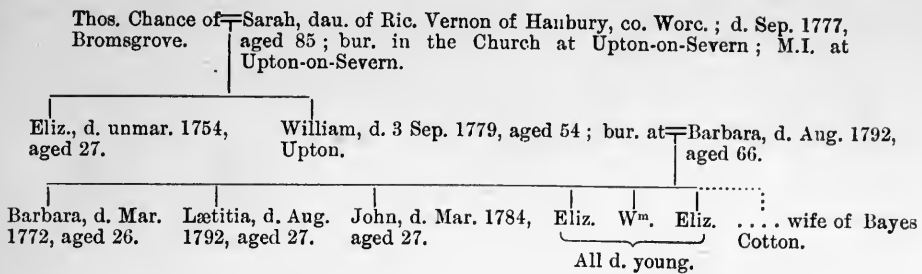 Thos. Chance of
Bromsgrove.
Sarah, dau. of Ric. Vernon of Hanbury, co. Worc. ; d. Sep. 1777,
aged 85 ; bur. in the Church at Upton-on-Severn ; M.I. at
Upton-on-Severn.
Eliz., d. unmar. 1754,
aged 27.
William, d. 3 Sep. 1779, aged 54 ; bur. at
Upton.
Barbara, d. Aug. 1792,
aged 66.
Barbara, d. Mar.
1772, aged 26.
Lætitia, d. Aug.
1792, aged 27.
John, d. Mar. 1784,
aged 27.
Eliz.
Wm.
Eliz.
All d. young.
.... wife of Bayes
Cotton.